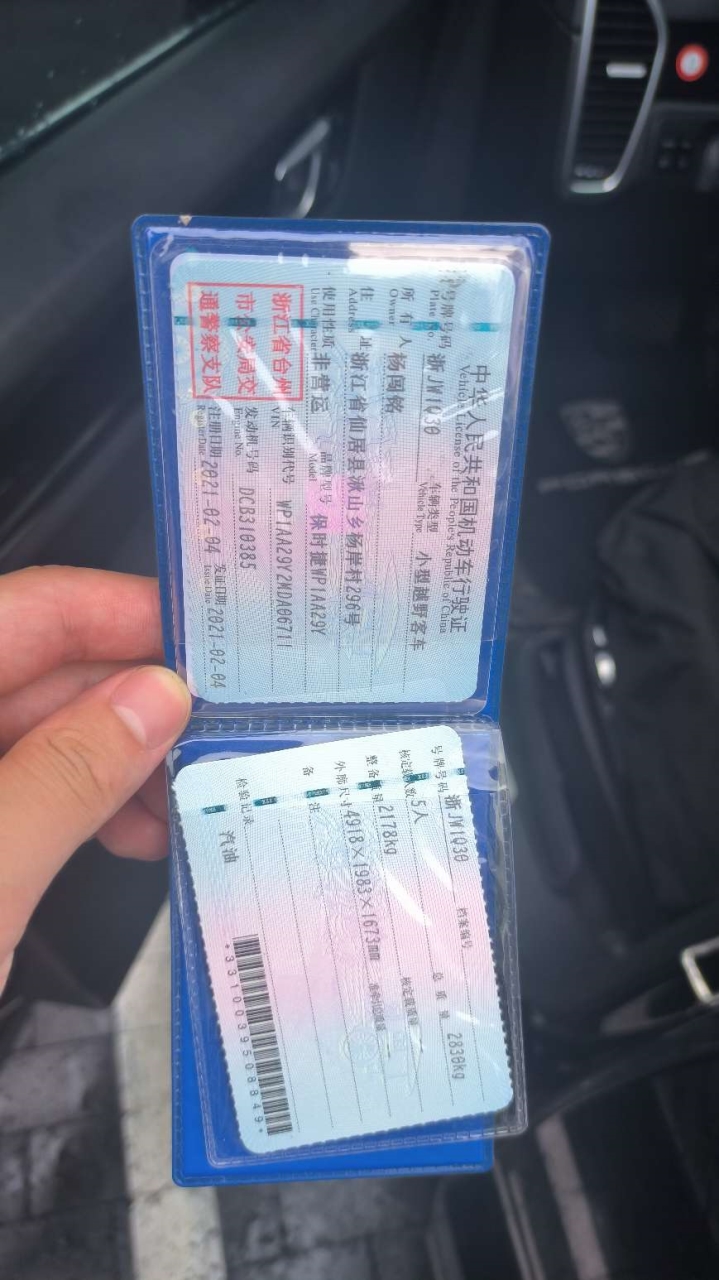 中华人民共和国机动车行驶证
Vehicle License of the People's Republic of China
号牌号码 浙JW1Q30 车辆类型 小型越野客车
Plate No. Vehicle Type
所有人
Owner
住址 浙江省仙居县湫山乡杨岸村296号
Address
使用性质 非营运 品牌型号 保时捷WP1AA29Y
Use Character Model
浙江省台州
市公安局交
通警察支队
车辆识别代号 WP1AA29Y2MDA06711
VIN
发动机号码 DCB310385
Engine No.
注册日期 2021-02-04 发证日期 2021-02-04
Register Date Issue Date
号牌号码 浙JW1Q30 档案编号
核定载人数 5人 总质量 2830kg
整备质量 2178kg 核定载质量
外廓尺寸 4918×1983×1673mm
备注
检验记录
汽油
*3310039508849*